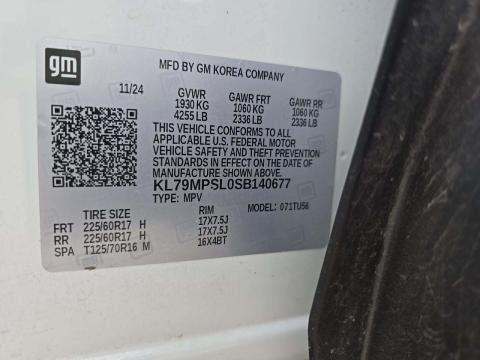 gm
MFD BY GM KOREA COMPANY
11/24 GVWR GAWR FRT GAWR RR
1930 KG 1060 KG 1060 KG
4255 LB 2336 LB 2336 LB
THIS VEHICLE CONFORMS TO ALL
APPLICABLE U.S. FEDERAL MOTOR
VEHICLE SAFETY AND THEFT PREVENTION
STANDARDS IN EFFECT ON THE DATE OF
MANUFACTURE SHOWN ABOVE.
KL79MPSL0SB140677
TYPE: MPV
TIRE SIZE RIM MODEL: 071TU56
FRT 225/60R17 H 17X7.5J
RR 225/60R17 H 17X7.5J
SPA T125/70R16 M 16X4BT